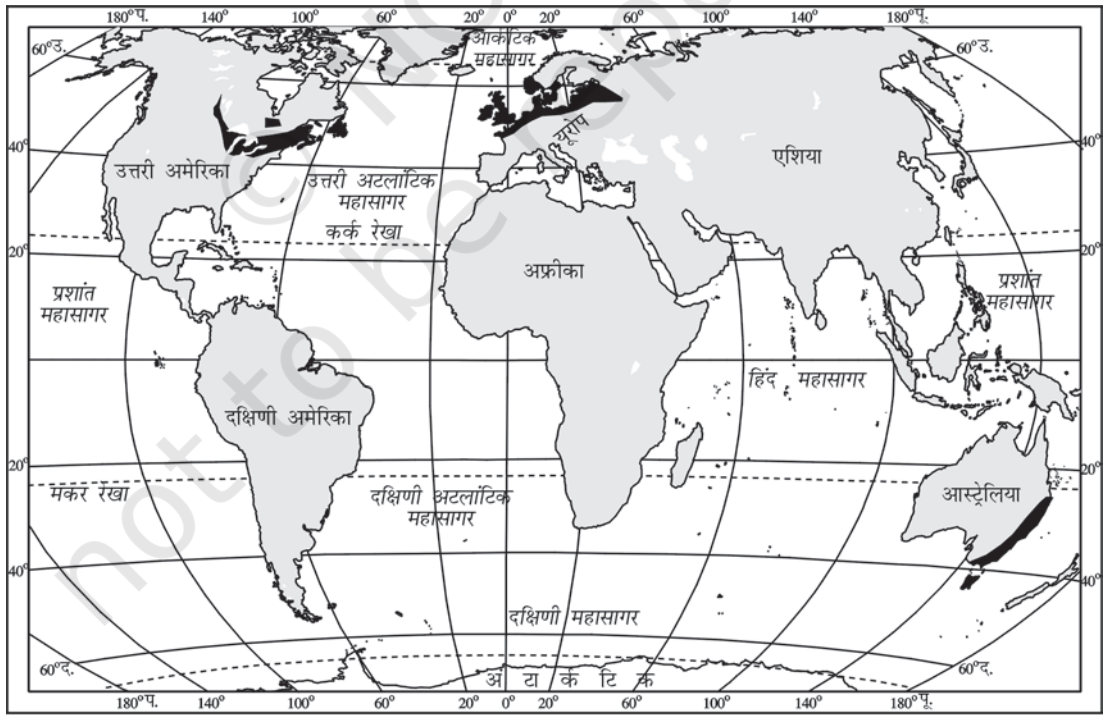 180°प. 140° 100° 60° 20° 0° 20° 60° 100° 140° 180°पू.
60°उ. 60°उ.
आर्कटिक
महासागर
यूरोप
एशिया
40° 40°
उत्तरी अमेरिका
उत्तरी अटलांटिक
महासागर
कर्क रेखा
20° 20°
अफ्रीका
प्रशांत
महासागर
प्रशांत
महासागर
हिंद महासागर
दक्षिणी अमेरिका
20° 20°
मकर रेखा
दक्षिणी अटलांटिक
महासागर
आस्ट्रेलिया
40° 40°
दक्षिणी महासागर
60°द. 60°द.
अ टा र्क टि क
180°प. 140° 100° 60° 20° 0° 20° 60° 100° 140° 180°पू.
not to be